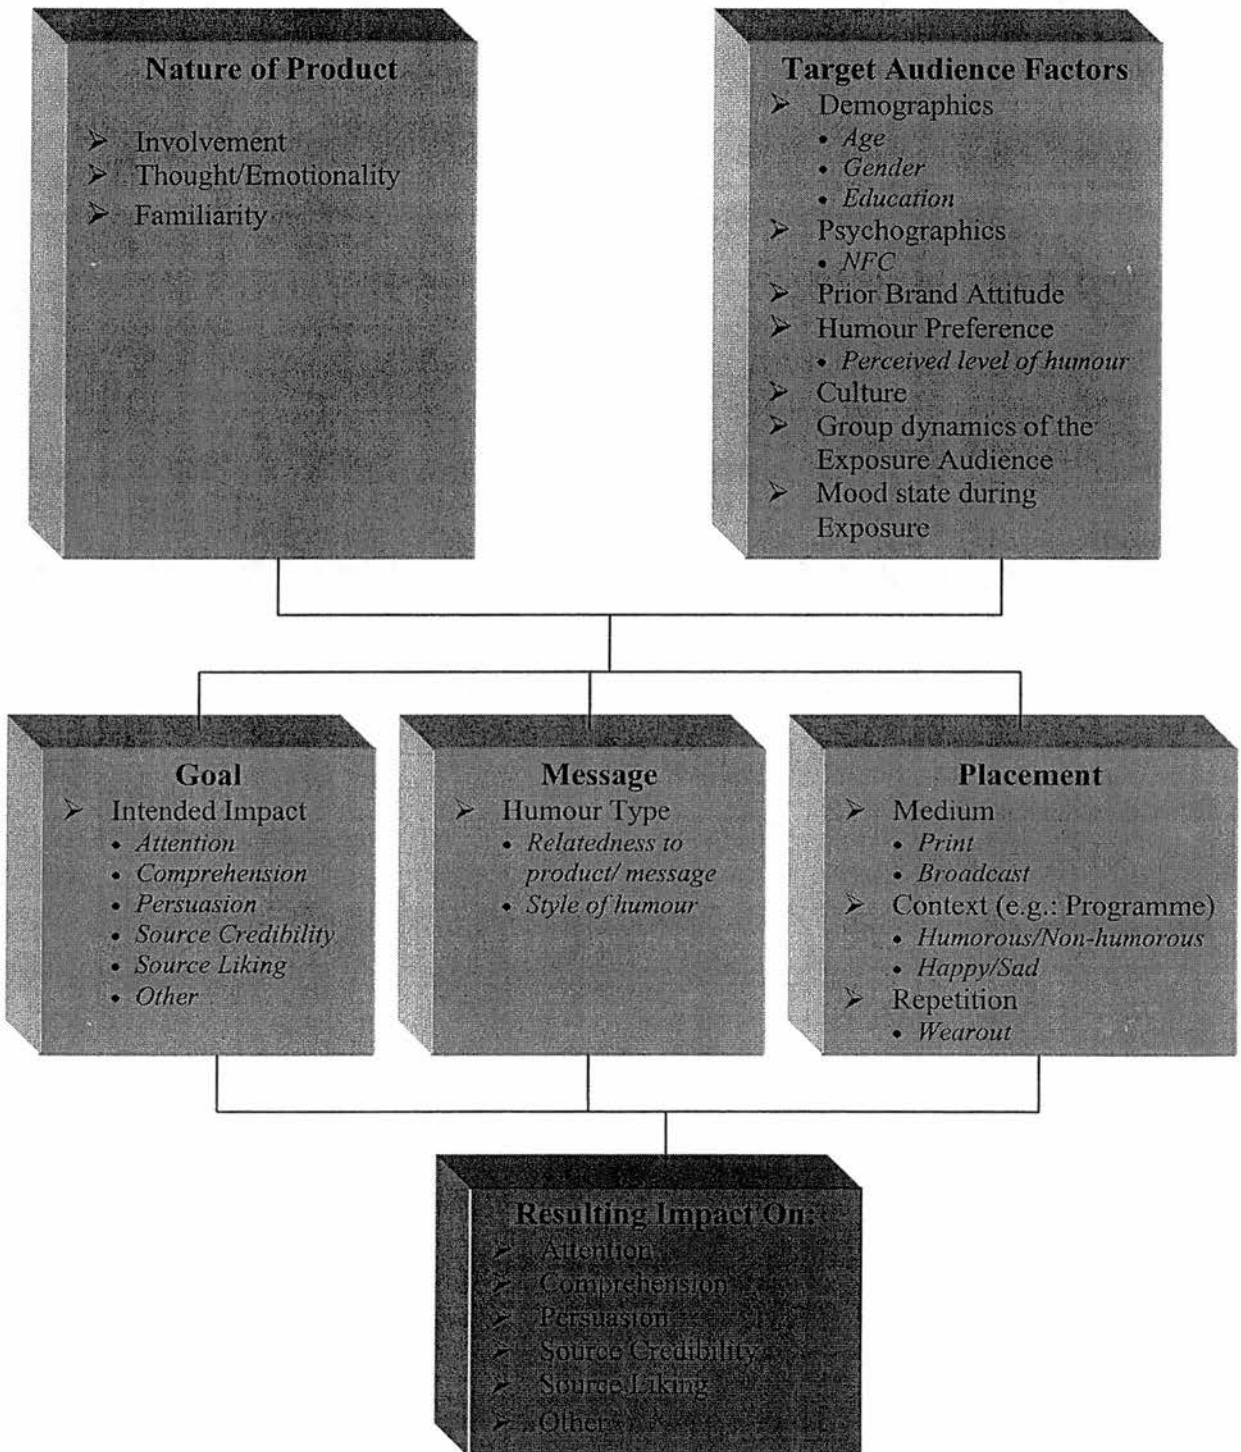 Nature of Product
➢ Involvement
➢ Thought/Emotionality
➢ Familiarity
Target Audience Factors
➢ Demographics
• Age
• Gender
• Education
➢ Psychographics
• NFC
➢ Prior Brand Attitude
➢ Humour Preference
• Perceived level of humour
➢ Culture
➢ Group dynamics of the
Exposure Audience
➢ Mood state during
Exposure
Goal
➢ Intended Impact
• Attention
• Comprehension
• Persuasion
• Source Credibility
• Source Liking
• Other
Message
➢ Humour Type
• Relatedness to
product/ message
• Style of humour
Placement
➢ Medium
• Print
• Broadcast
➢ Context (e.g.: Programme)
• Humorous/Non-humorous
• Happy/Sad
➢ Repetition
• Wearout
Resulting Impact On:
➢ Attention
➢ Comprehension
➢ Persuasion
➢ Source Credibility
➢ Source Liking
➢ Other